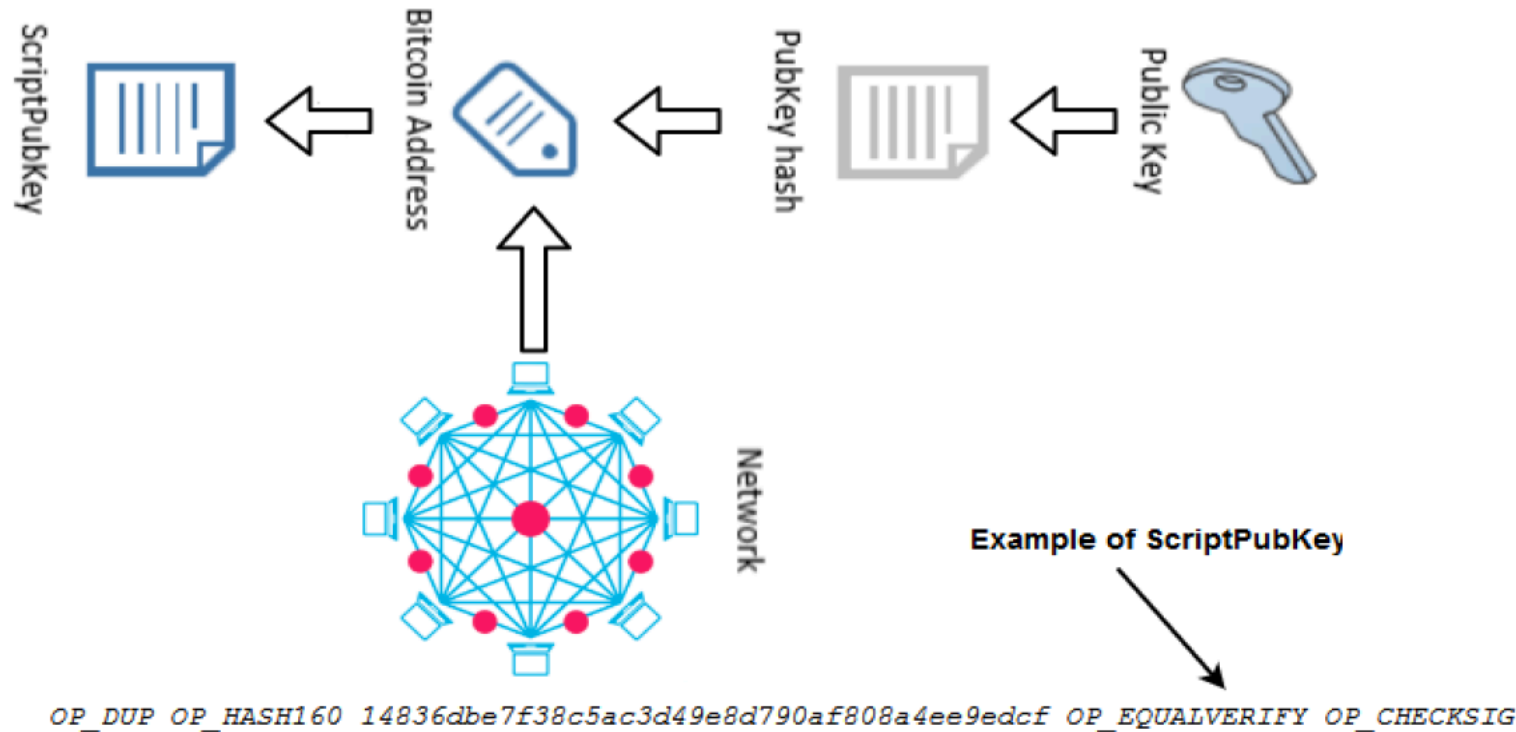 ScriptPubKey
Bitcoin Address
PubKey hash
Public Key
Network
Example of ScriptPubKey
OP_DUP OP_HASH160 14836dbe7f38c5ac3d49e8d790af808a4ee9edcf OP_EQUALVERIFY OP_CHECKSIG